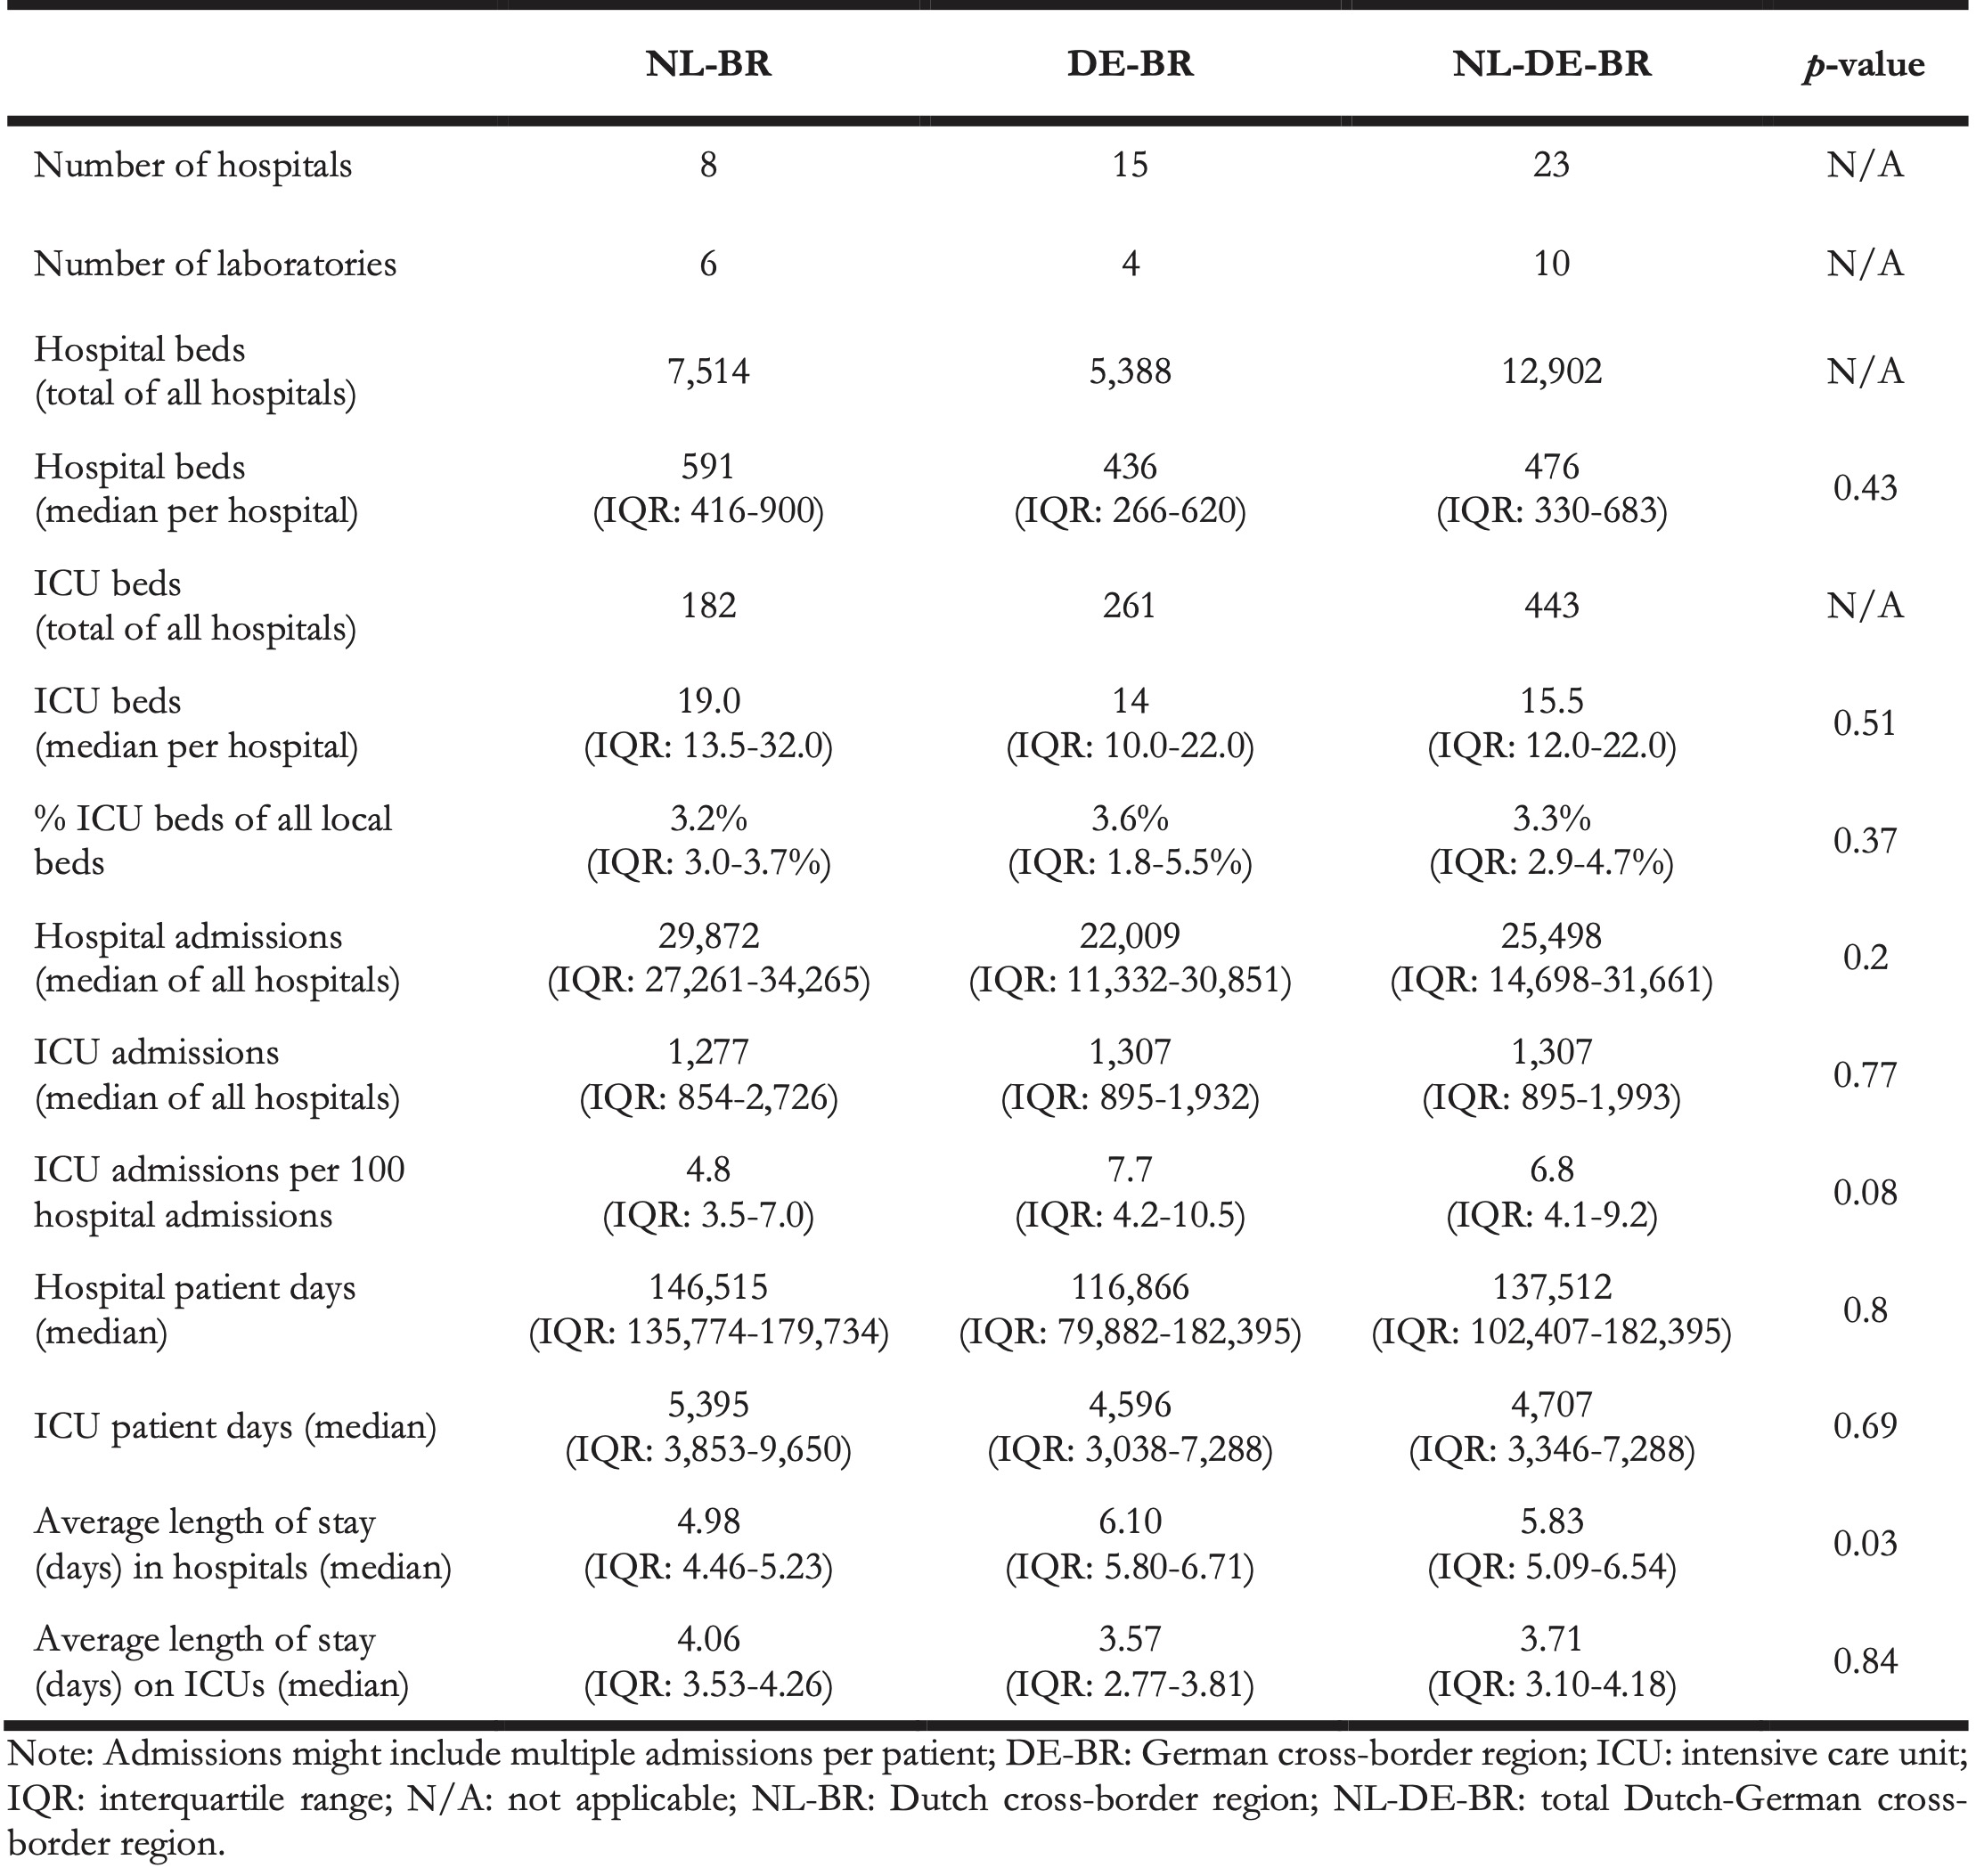 NL-BR DE-BR NL-DE-BR p-value
Number of hospitals 8 15 23 N/A
Number of laboratories 6 4 10 N/A
Hospital beds
(total of all hospitals) 7,514 5,388 12,902 N/A
Hospital beds 591 436 476
(median per hospital) (IQR: 416-900) (IQR: 266-620) (IQR: 330-683) 0.43
ICU beds
(total of all hospitals) 182 261 443 N/A
ICU beds 19.0 14 15.5
(median per hospital) (IQR: 13.5-32.0) (IQR: 10.0-22.0) (IQR: 12.0-22.0) 0.51
% ICU beds of all local 3.2% 3.6% 3.3%
beds (IQR: 3.0-3.7%) (IQR: 1.8-5.5%) (IQR: 2.9-4.7%) 0.37
Hospital admissions 29,872 22,009 25,498
(median of all hospitals) (IQR: 27,261-34,265) (IQR: 11,332-30,851) (IQR: 14,698-31,661) 0.2
ICU admissions 1,277 1,307 1,307
(median of all hospitals) (IQR: 854-2,726) (IQR: 895-1,932) (IQR: 895-1,993) 0.77
ICU admissions per 100 4.8 7.7 6.8
hospital admissions (IQR: 3.5-7.0) (IQR: 4.2-10.5) (IQR: 4.1-9.2) 0.08
Hospital patient days 146,515 116,866 137,512
(median) (IQR: 135,774-179,734) (IQR: 79,882-182,395) (IQR: 102,407-182,395) 0.8
ICU patient days (median) 5,395 4,596 4,707
(IQR: 3,853-9,650) (IQR: 3,038-7,288) (IQR: 3,346-7,288) 0.69
Average length of stay 4.98 6.10 5.83
(days) in hospitals (median) (IQR: 4.46-5.23) (IQR: 5.80-6.71) (IQR: 5.09-6.54) 0.03
Average length of stay 4.06 3.57 3.71
(days) on ICUs (median) (IQR: 3.53-4.26) (IQR: 2.77-3.81) (IQR: 3.10-4.18) 0.84
Note: Admissions might include multiple admissions per patient; DE-BR: German cross-border region; ICU: intensive care unit;
IQR: interquartile range; N/A: not applicable; NL-BR: Dutch cross-border region; NL-DE-BR: total Dutch-German cross-
border region.